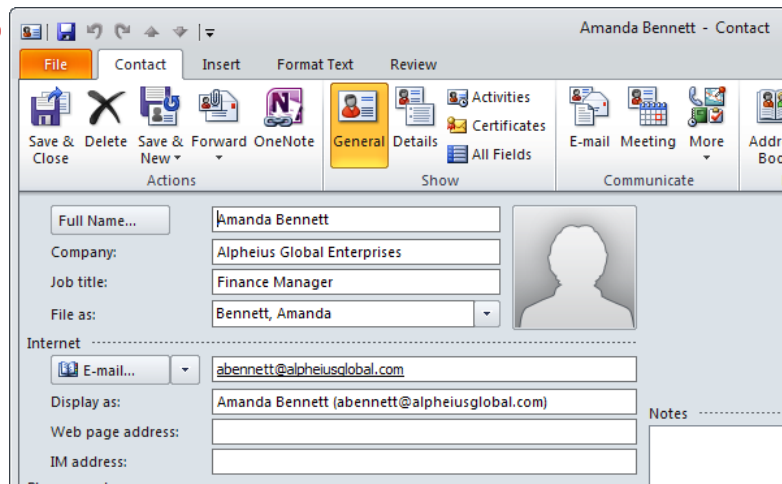 Amanda Bennett - Contact
File Contact Insert Format Text Review
Save & Close Delete Save & New Forward OneNote General Details Activities Certificates All Fields E-mail Meeting More
Actions Show Communicate
Full Name... Amanda Bennett
Company: Alpheius Global Enterprises
Job title: Finance Manager
File as: Bennett, Amanda
Internet
E-mail... abennett@alpheiusglobal.com
Display as: Amanda Bennett (abennett@alpheiusglobal.com)
Notes
Web page address:
IM address: